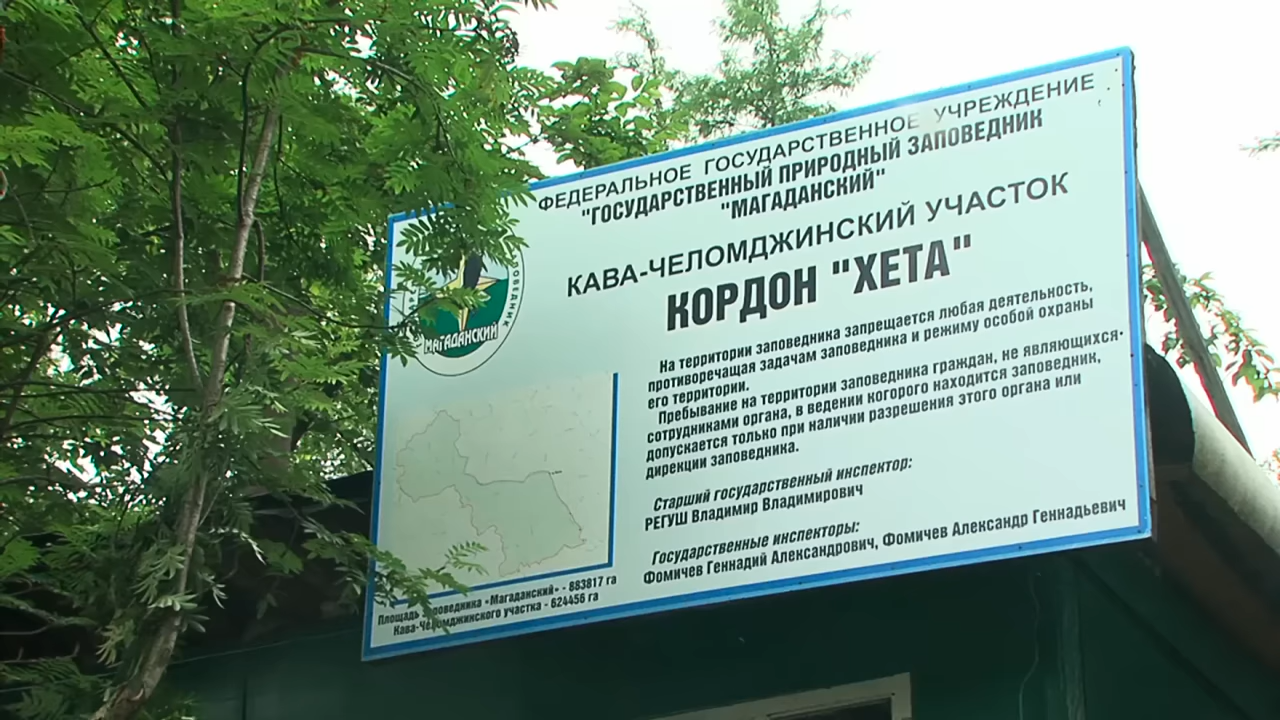 ФЕДЕРАЛЬНОЕ ГОСУДАРСТВЕННОЕ УЧРЕЖДЕНИЕ
"ГОСУДАРСТВЕННЫЙ ПРИРОДНЫЙ ЗАПОВЕДНИК
"МАГАДАНСКИЙ"
КАВА-ЧЕЛОМДЖИНСКИЙ УЧАСТОК
КОРДОН "ХЕТА"
МАГАДАНСКИЙ
На территории заповедника запрещается любая деятельность,
противоречащая задачам заповедника и режиму особой охраны
его территории.
Пребывание на территории заповедника граждан, не являющихся
сотрудниками органа, в ведении которого находится заповедник,
допускается только при наличии разрешения этого органа или
дирекции заповедника.
Старший государственный инспектор:
РЕГУШ Владимир Владимирович
Государственные инспекторы:
Фомичев Геннадий Александрович, Фомичев Александр Геннадьевич
Площадь заповедника «Магаданский» - 883817 га
Кава-Челомджинского участка - 624456 га